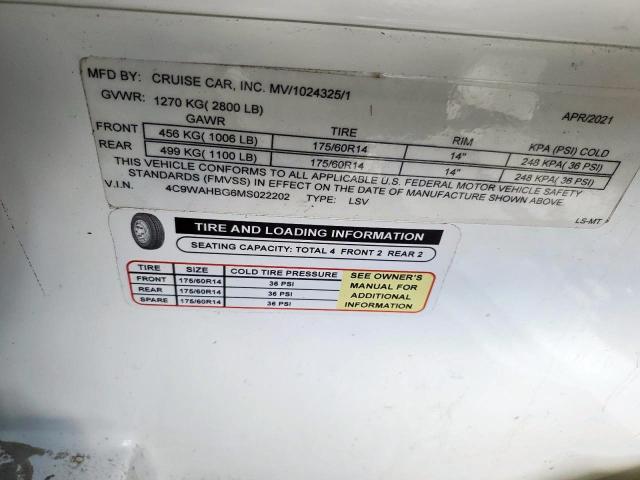 MFD BY: CRUISE CAR, INC. MV/1024325/1
GVWR: 1270 KG( 2800 LB) APR/2021
GAWR TIRE RIM KPA (PSI) COLD
FRONT 456 KG( 1006 LB) 175/60R14 14" 248 KPA( 36 PSI)
REAR 499 KG( 1100 LB) 175/60R14 14" 248 KPA( 36 PSI)
THIS VEHICLE CONFORMS TO ALL APPLICABLE U.S. FEDERAL MOTOR VEHICLE SAFETY
STANDARDS (FMVSS) IN EFFECT ON THE DATE OF MANUFACTURE SHOWN ABOVE
V.I.N. 4C9WAHBG6MS022202 TYPE: LSV
LS-MT
TIRE AND LOADING INFORMATION
SEATING CAPACITY: TOTAL 4 FRONT 2 REAR 2
TIRE SIZE COLD TIRE PRESSURE
FRONT 175/60R14 36 PSI
REAR 175/60R14 36 PSI
SPARE 175/60R14 36 PSI
SEE OWNER'S
MANUAL FOR
ADDITIONAL
INFORMATION